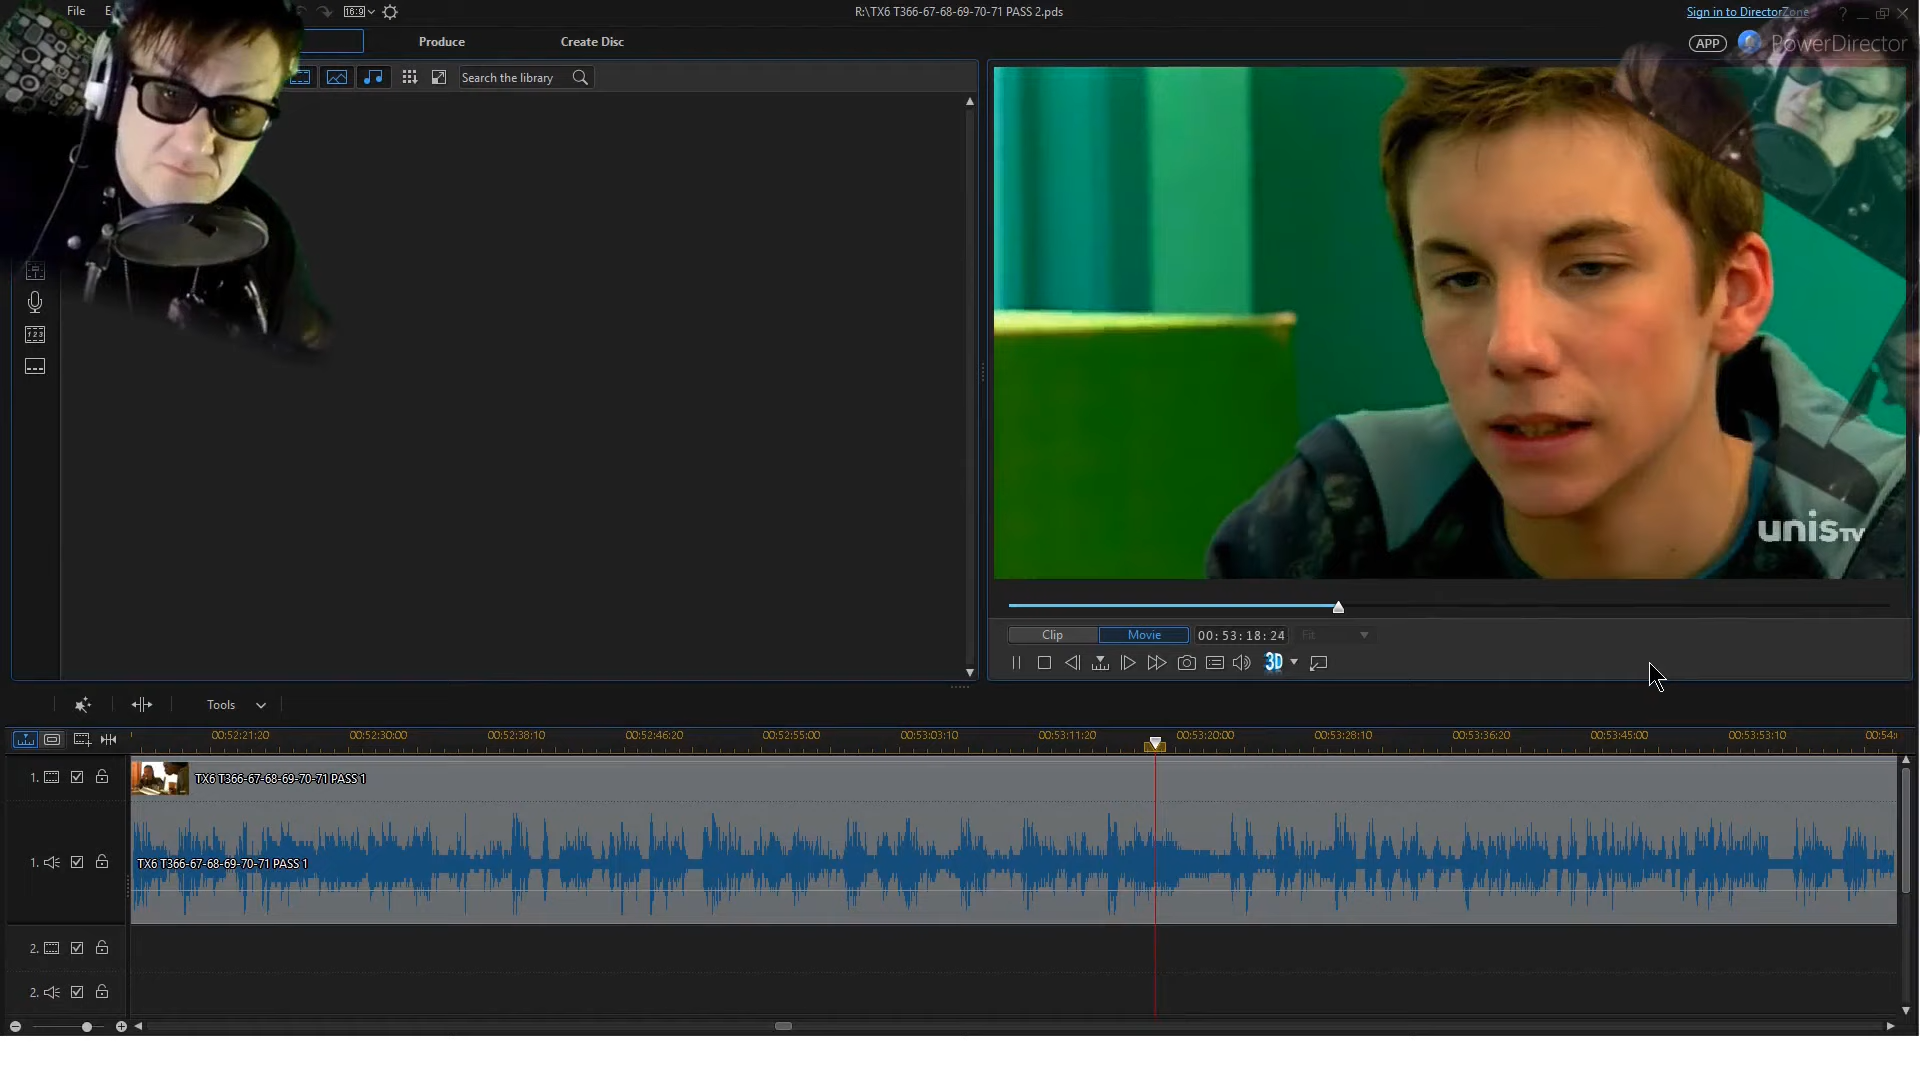 File
16:9
R:\TX6 T366-67-68-69-70-71 PASS 2.pds
Sign in to DirectorZone
?
Produce
Create Disc
APP
PowerDirector
Search the library
unisTV
Clip
Movie
00:53:18:24
Fit
3D
Tools
00:52:21:20
00:52:30:00
00:52:38:10
00:52:46:20
00:52:55:00
00:53:03:10
00:53:11:20
00:53:20:00
00:53:28:10
00:53:36:20
00:53:45:00
00:53:53:10
00:54:
1.
TX6 T366-67-68-69-70-71 PASS 1
1.
TX6 T366-67-68-69-70-71 PASS 1
2.
2.